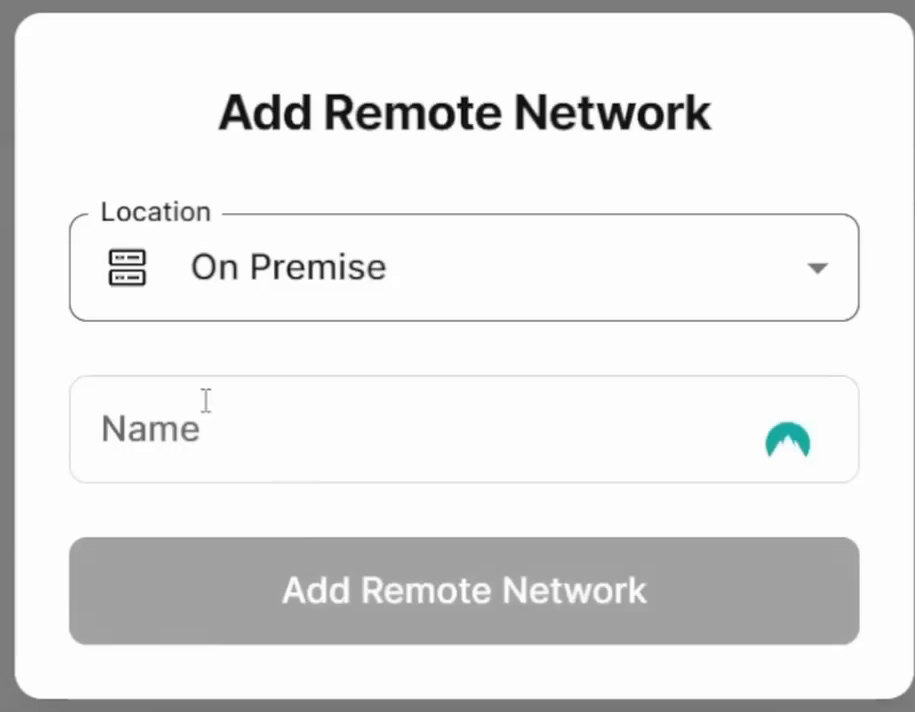 Add Remote Network
Location
On Premise
Name
Add Remote Network